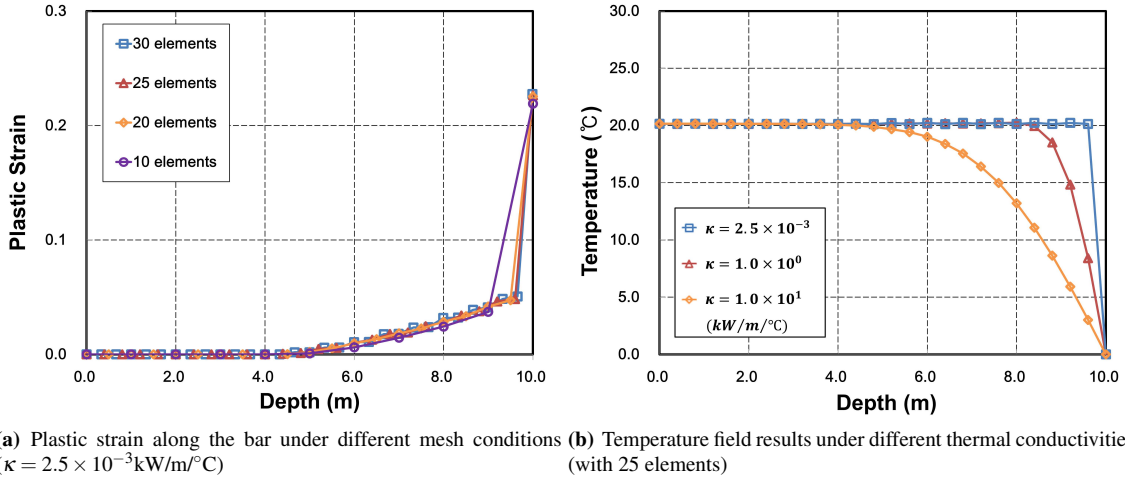 0.3
0.2
0.1
0.0
Plastic Strain
30 elements
25 elements
20 elements
10 elements
0.0 2.0 4.0 6.0 8.0 10.0
Depth (m)
30.0
25.0
20.0
15.0
10.0
5.0
0.0
Temperature (℃)
κ = 2.5 × 10⁻³
κ = 1.0 × 10⁰
κ = 1.0 × 10¹
(kW/m/℃)
0.0 2.0 4.0 6.0 8.0 10.0
Depth (m)
(a) Plastic strain along the bar under different mesh conditions
(κ = 2.5 × 10⁻³kW/m/°C)
(b) Temperature field results under different thermal conductivitie
(with 25 elements)